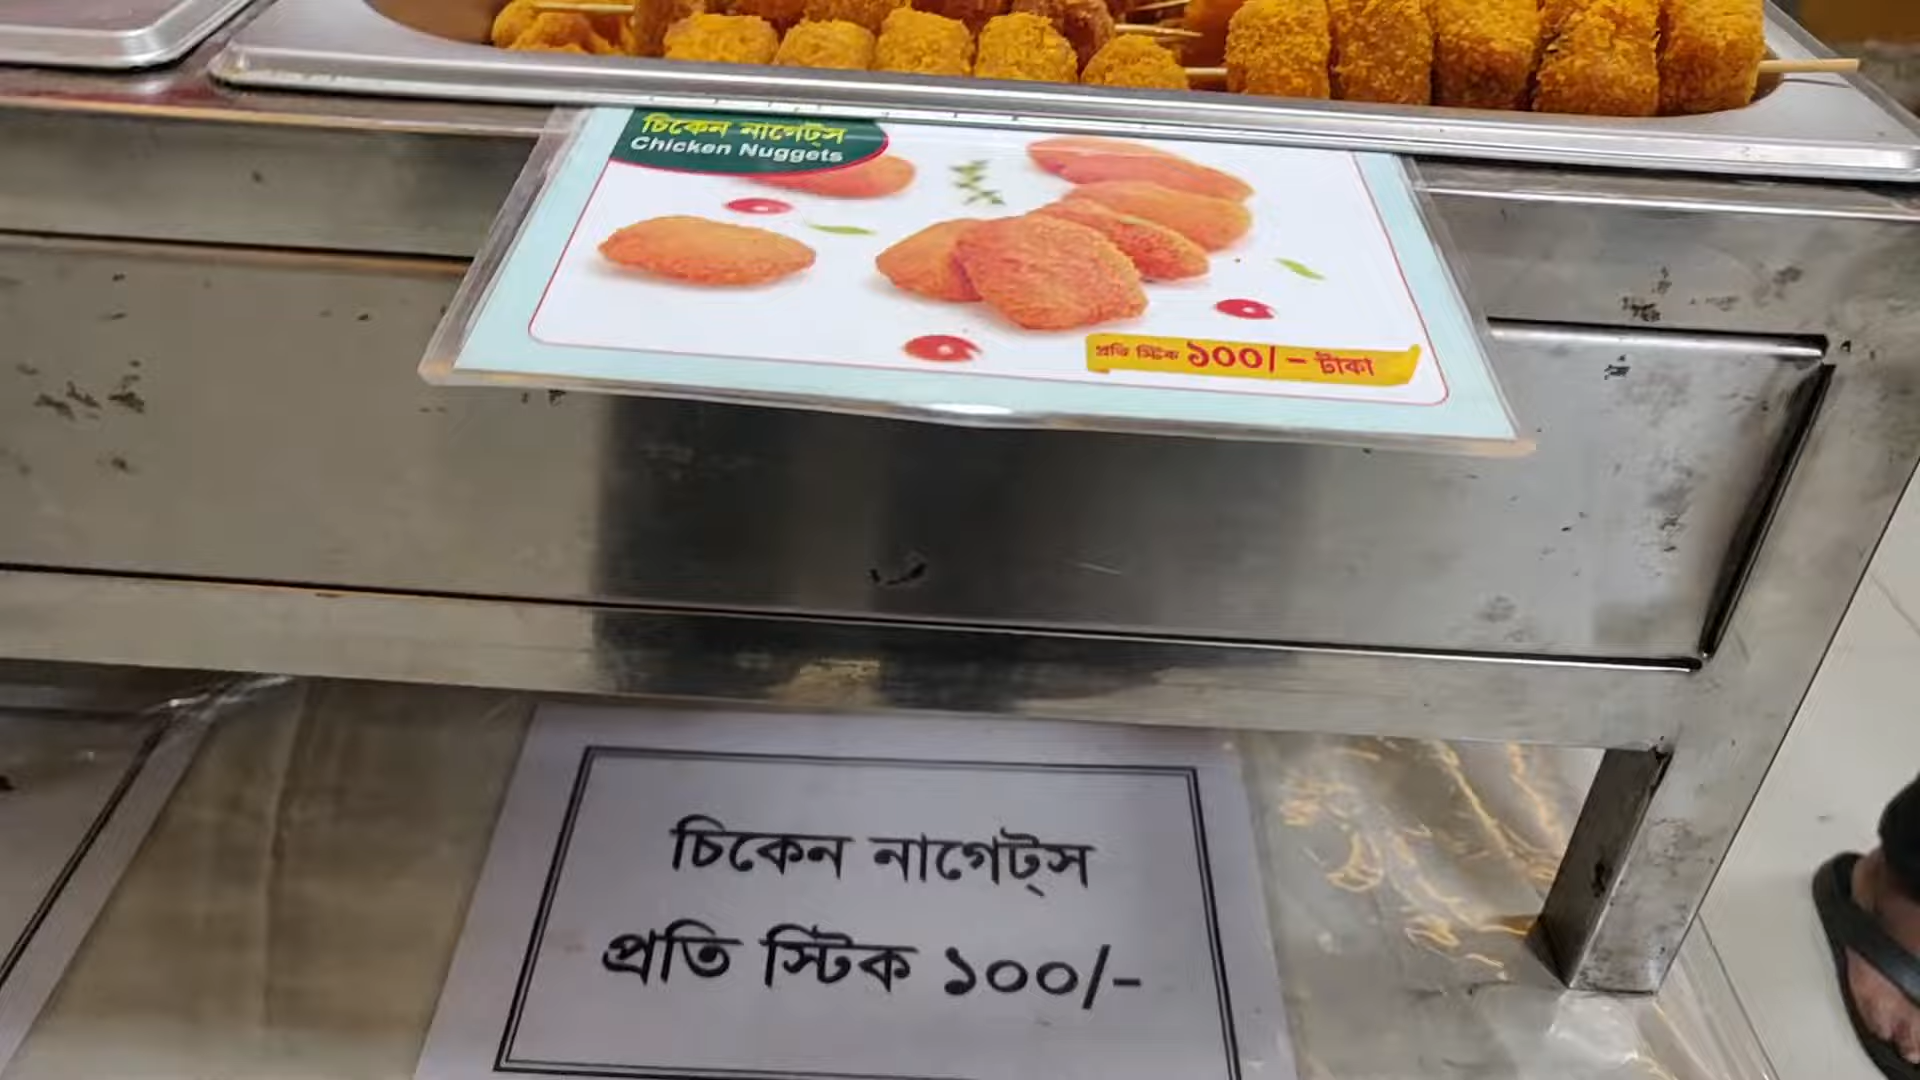 চিকেন নাগেট্স
Chicken Nuggets
প্রতি স্টিক ১০০/- টাকা
চিকেন নাগেট্স
প্রতি স্টিক ১০০/-